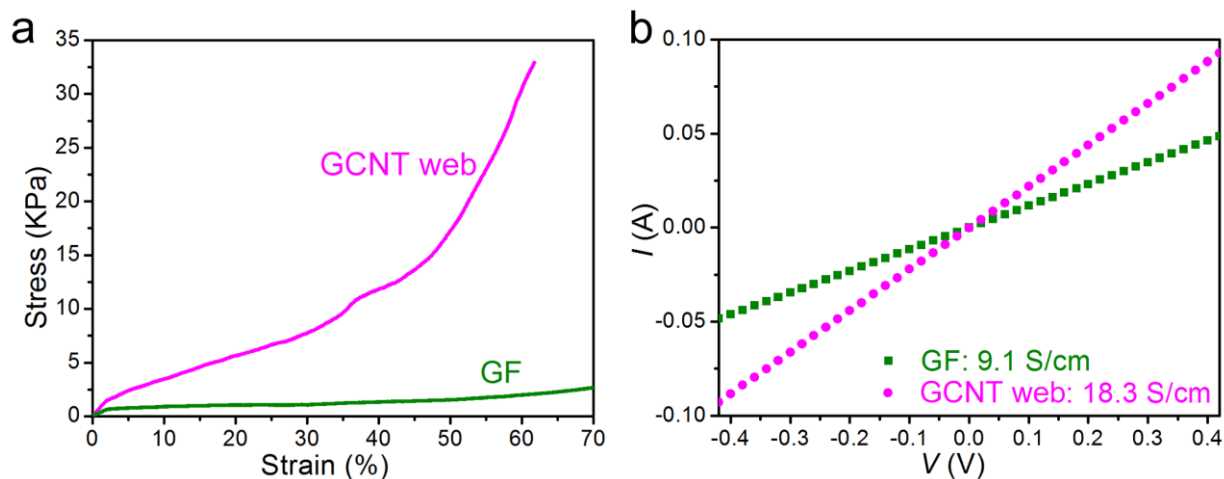 a
35
30
25
20
15
10
5
0
Stress (KPa)
GCNT web
GF
0 10 20 30 40 50 60 70
Strain (%)
b
0.10
0.05
0.00
-0.05
-0.10
I (A)
GF: 9.1 S/cm
GCNT web: 18.3 S/cm
-0.4 -0.3 -0.2 -0.1 0.0 0.1 0.2 0.3 0.4
V (V)